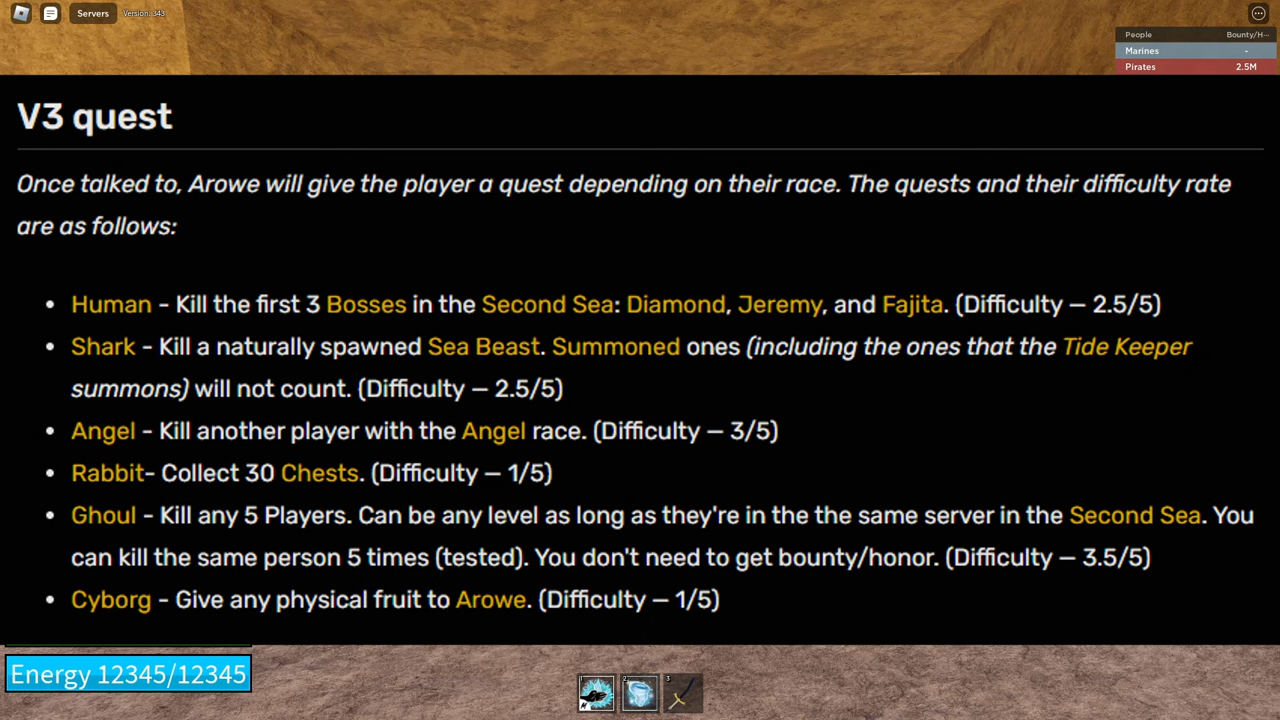 Servers Version: 343
People Bounty/H...
Marines -
Pirates 2.5M
V3 quest
Once talked to, Arowe will give the player a quest depending on their race. The quests and their difficulty rate
are as follows:
• Human - Kill the first 3 Bosses in the Second Sea: Diamond, Jeremy, and Fajita. (Difficulty — 2.5/5)
• Shark - Kill a naturally spawned Sea Beast. Summoned ones (including the ones that the Tide Keeper
summons) will not count. (Difficulty — 2.5/5)
• Angel - Kill another player with the Angel race. (Difficulty — 3/5)
• Rabbit- Collect 30 Chests. (Difficulty — 1/5)
• Ghoul - Kill any 5 Players. Can be any level as long as they're in the the same server in the Second Sea. You
can kill the same person 5 times (tested). You don't need to get bounty/honor. (Difficulty — 3.5/5)
• Cyborg - Give any physical fruit to Arowe. (Difficulty — 1/5)
Energy 12345/12345
1 2 3